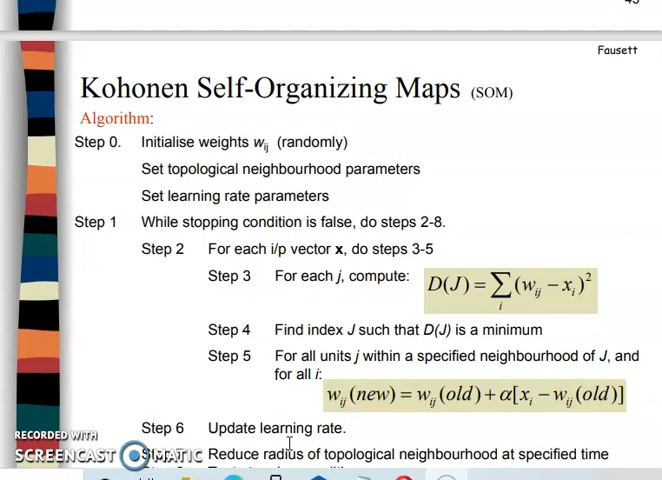 Fausett
Kohonen Self-Organizing Maps (SOM)
Algorithm:
Step 0. Initialise weights wij (randomly)
Set topological neighbourhood parameters
Set learning rate parameters
Step 1 While stopping condition is false, do steps 2-8.
Step 2 For each i/p vector x, do steps 3-5
Step 3 For each j, compute: D(J) = ∑i (wij − xi)²
Step 4 Find index J such that D(J) is a minimum
Step 5 For all units j within a specified neighbourhood of J, and
for all i:
wij(new) = wij(old) + α[xi − wij(old)]
Step 6 Update learning rate.
RECORDED WITH
SCREENCAST MATIC
Reduce radius of topological neighbourhood at specified time